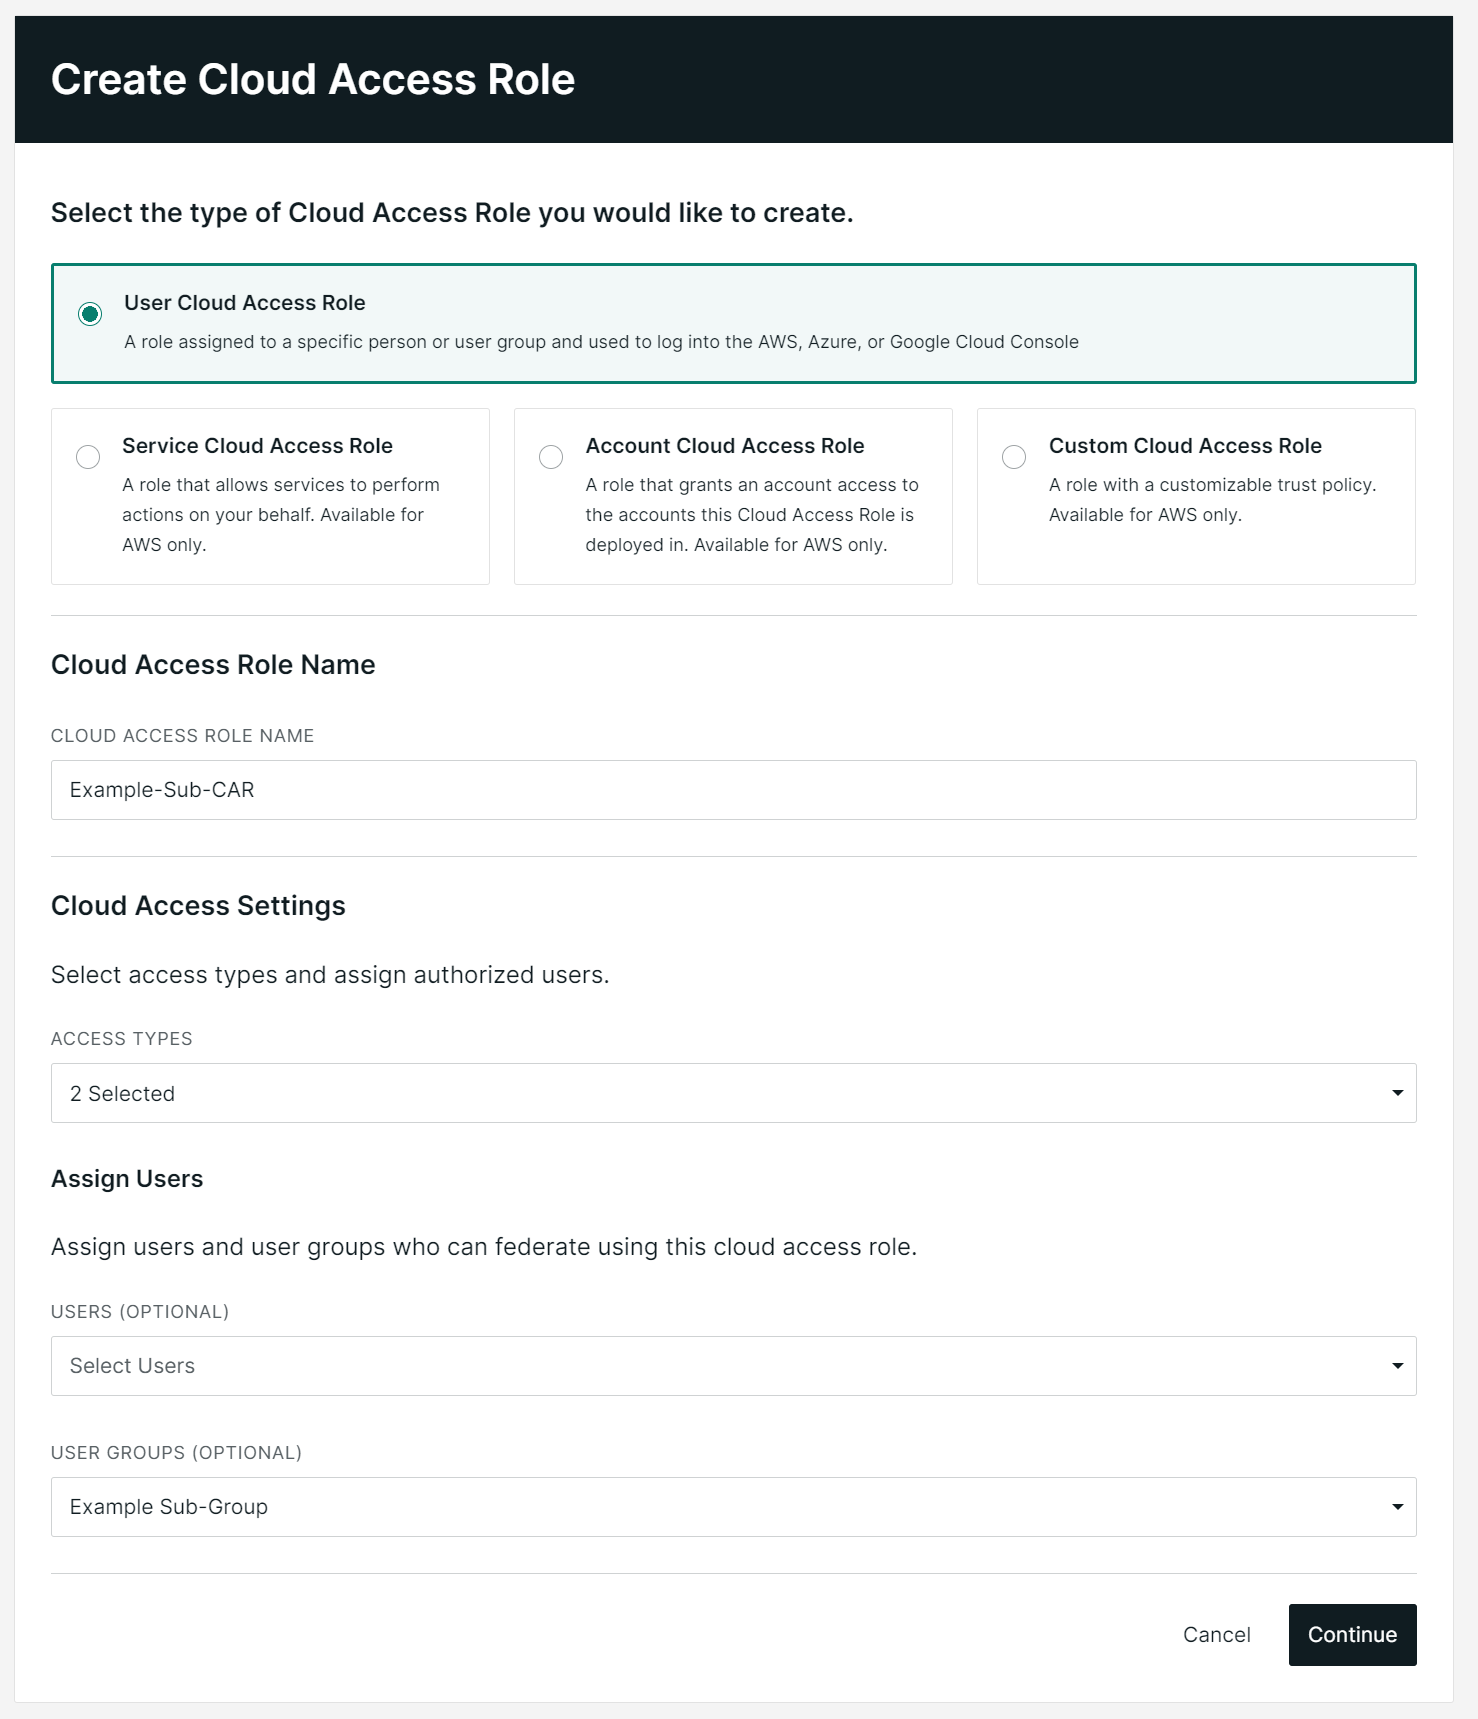 Create Cloud Access Role
Select the type of Cloud Access Role you would like to create.
User Cloud Access Role
A role assigned to a specific person or user group and used to log into the AWS, Azure, or Google Cloud Console
Service Cloud Access Role
A role that allows services to perform
actions on your behalf. Available for
AWS only.
Account Cloud Access Role
A role that grants an account access to
the accounts this Cloud Access Role is
deployed in. Available for AWS only.
Custom Cloud Access Role
A role with a customizable trust policy.
Available for AWS only.
Cloud Access Role Name
CLOUD ACCESS ROLE NAME
Example-Sub-CAR
Cloud Access Settings
Select access types and assign authorized users.
ACCESS TYPES
2 Selected
Assign Users
Assign users and user groups who can federate using this cloud access role.
USERS (OPTIONAL)
Select Users
USER GROUPS (OPTIONAL)
Example Sub-Group
Cancel
Continue